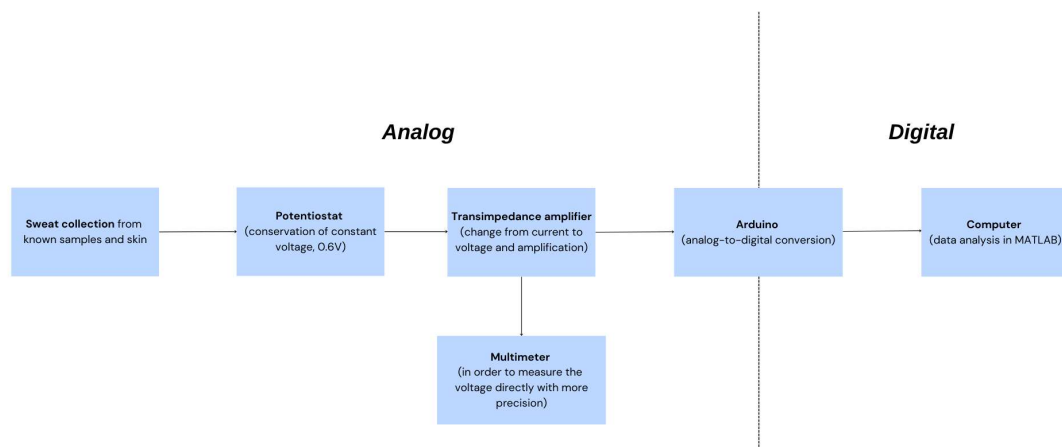 Analog
Digital
Sweat collection from
known samples and skin
Potentiostat
(conservation of constant
voltage, 0.6V)
Transimpedance amplifier
(change from current to
voltage and amplification)
Arduino
(analog-to-digital conversion)
Computer
(data analysis in MATLAB)
Multimeter
(in order to measure the
voltage directly with more
precision)